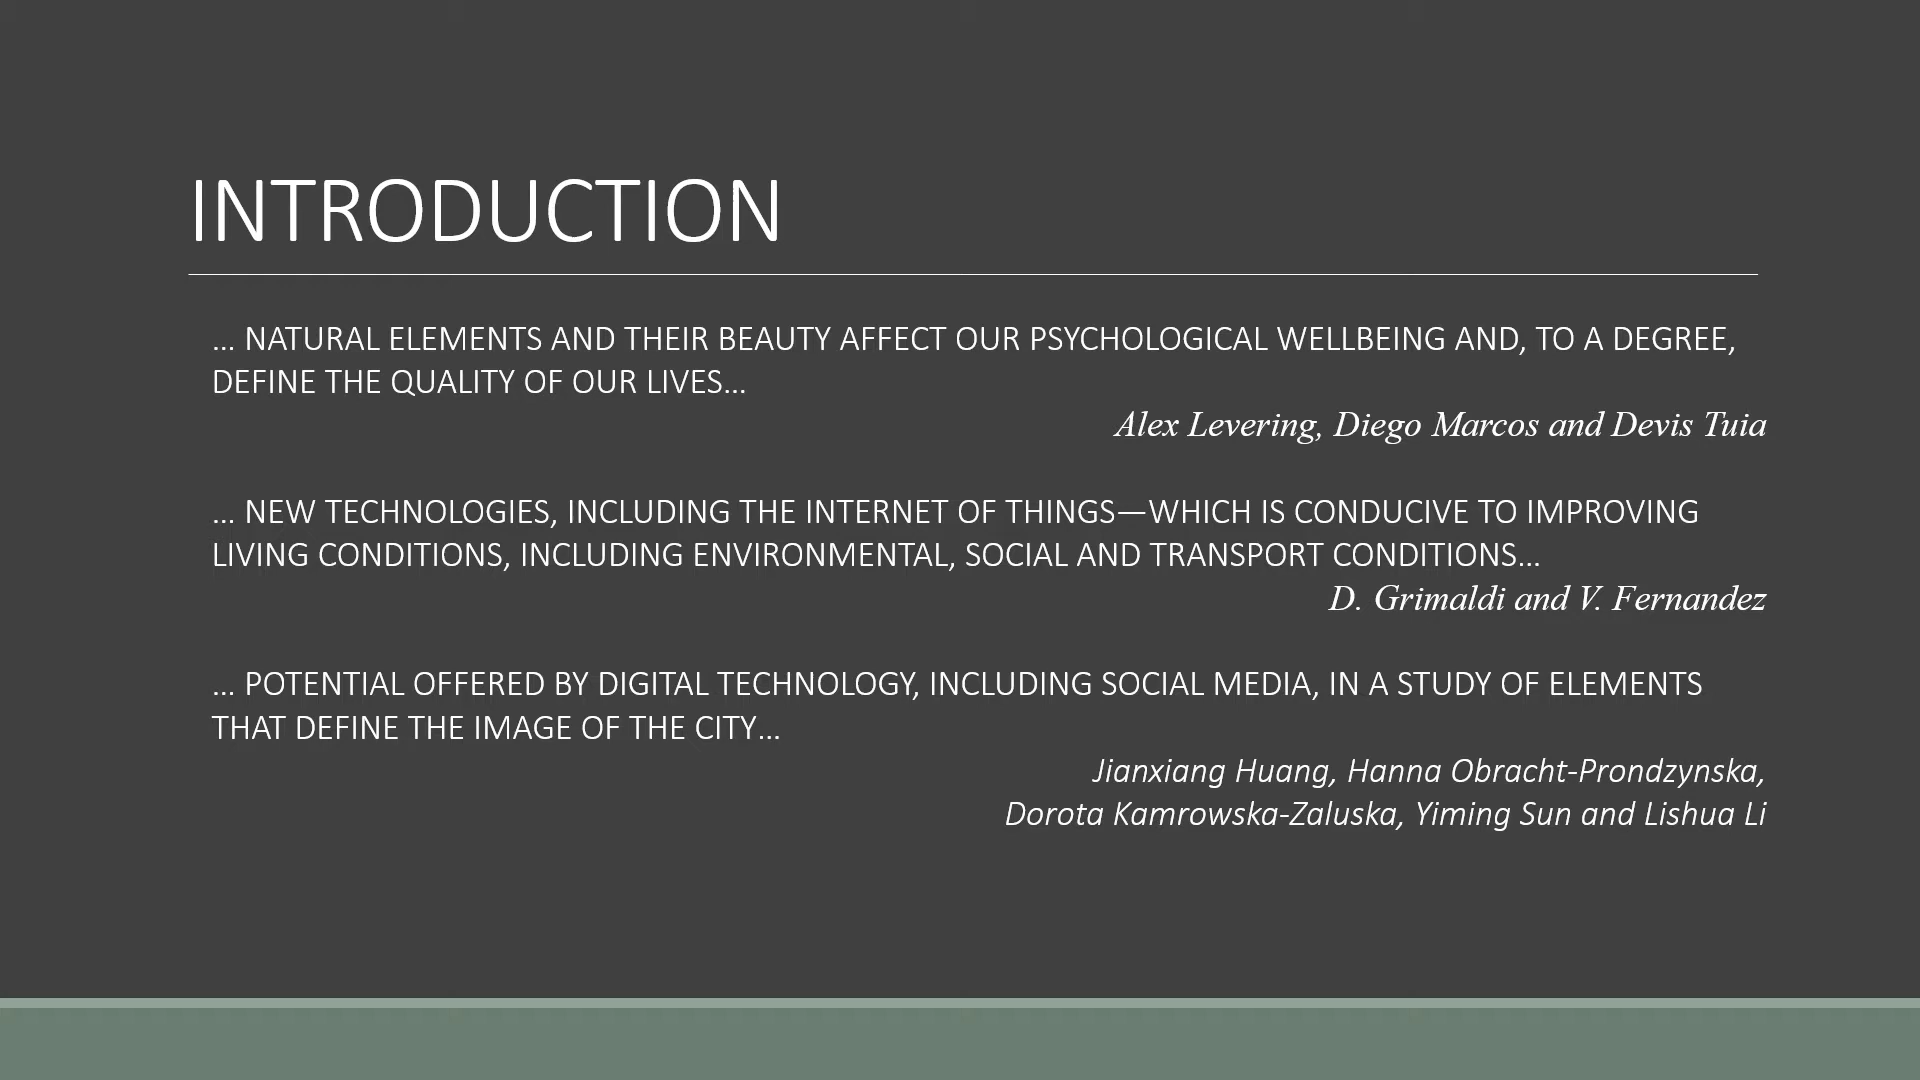 INTRODUCTION
... NATURAL ELEMENTS AND THEIR BEAUTY AFFECT OUR PSYCHOLOGICAL WELLBEING AND, TO A DEGREE,
DEFINE THE QUALITY OF OUR LIVES...
Alex Levering, Diego Marcos and Devis Tuia
... NEW TECHNOLOGIES, INCLUDING THE INTERNET OF THINGS—WHICH IS CONDUCIVE TO IMPROVING
LIVING CONDITIONS, INCLUDING ENVIRONMENTAL, SOCIAL AND TRANSPORT CONDITIONS...
D. Grimaldi and V. Fernandez
... POTENTIAL OFFERED BY DIGITAL TECHNOLOGY, INCLUDING SOCIAL MEDIA, IN A STUDY OF ELEMENTS
THAT DEFINE THE IMAGE OF THE CITY...
Jianxiang Huang, Hanna Obracht-Prondzynska,
Dorota Kamrowska-Zaluska, Yiming Sun and Lishua Li